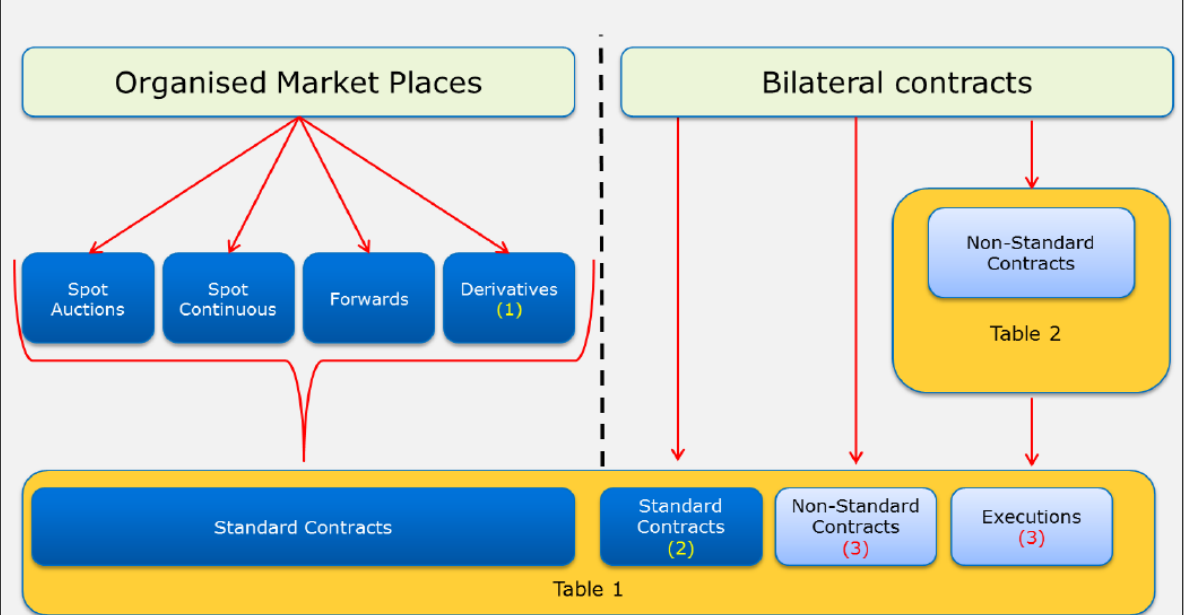 Organised Market Places
Bilateral contracts
Spot
Auctions
Spot
Continuous
Forwards
Derivatives
(1)
Non-Standard
Contracts
Table 2
Standard Contracts
Standard
Contracts
(2)
Non-Standard
Contracts
(3)
Executions
(3)
Table 1